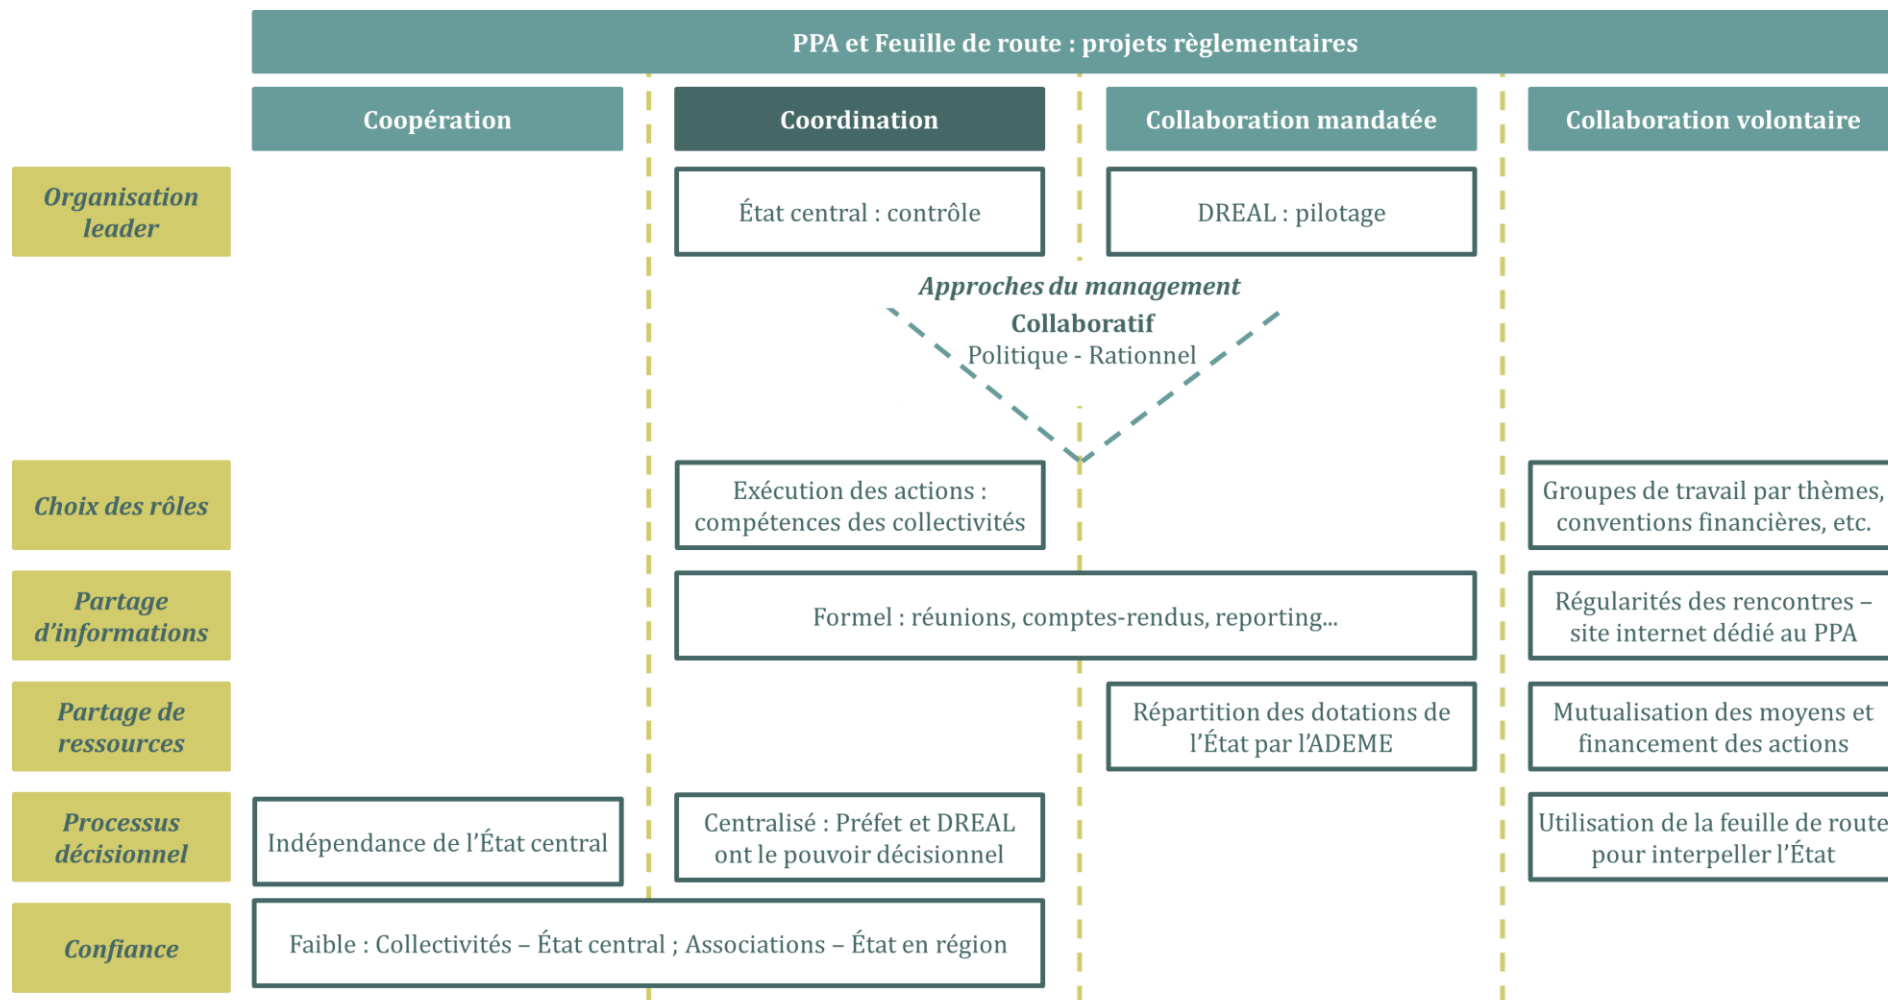 PPA et Feuille de route : projets règlementaires
Coopération
Coordination
Collaboration mandatée
Collaboration volontaire
Organisation
leader
État central : contrôle
DREAL : pilotage
Approches du management
Collaboratif
Politique - Rationnel
Choix des rôles
Exécution des actions :
compétences des collectivités
Groupes de travail par thèmes,
conventions financières, etc.
Partage
d’informations
Formel : réunions, comptes-rendus, reporting...
Régularités des rencontres –
site internet dédié au PPA
Partage de
ressources
Répartition des dotations de
l’État par l’ADEME
Mutualisation des moyens et
financement des actions
Processus
décisionnel
Indépendance de l’État central
Centralisé : Préfet et DREAL
ont le pouvoir décisionnel
Utilisation de la feuille de route
pour interpeller l’État
Confiance
Faible : Collectivités – État central ; Associations – État en région